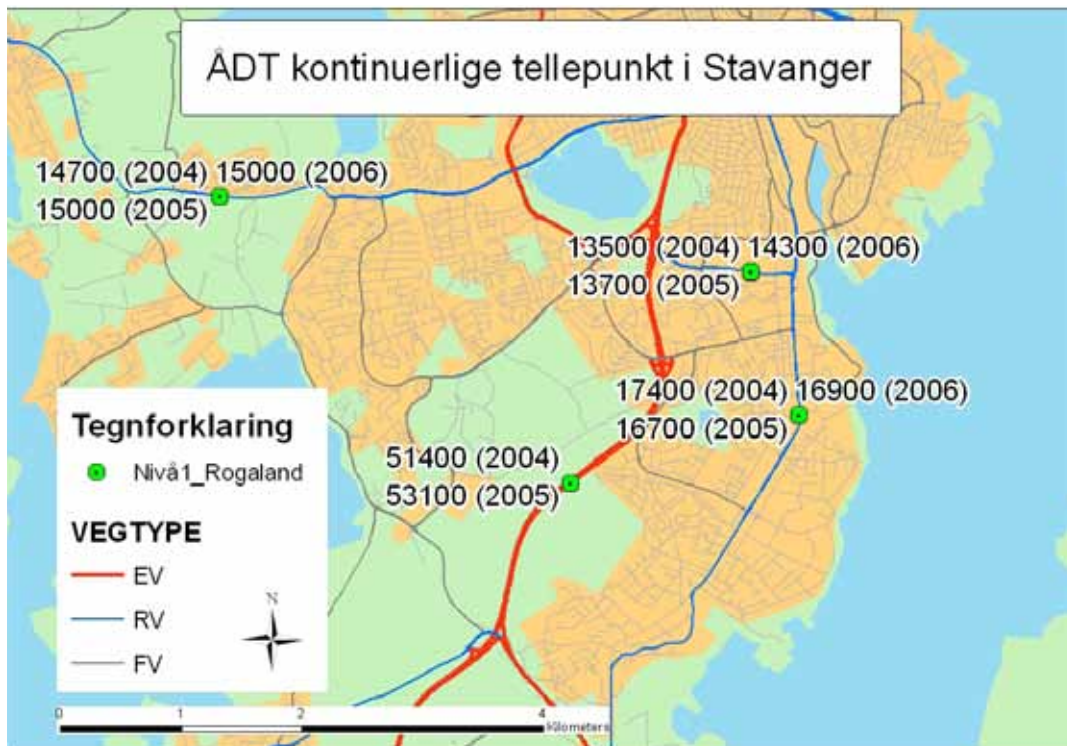 ÅDT kontinuerlige tellepunkt i Stavanger
14700 (2004) 15000 (2006)
15000 (2005)
13500 (2004) 14300 (2006)
13700 (2005)
17400 (2004) 16900 (2006)
16700 (2005)
51400 (2004)
53100 (2005)
Tegnforklaring
Nivå1_Rogaland
VEGTYPE
EV
RV
FV
N
0 1 2 4
Kilometers